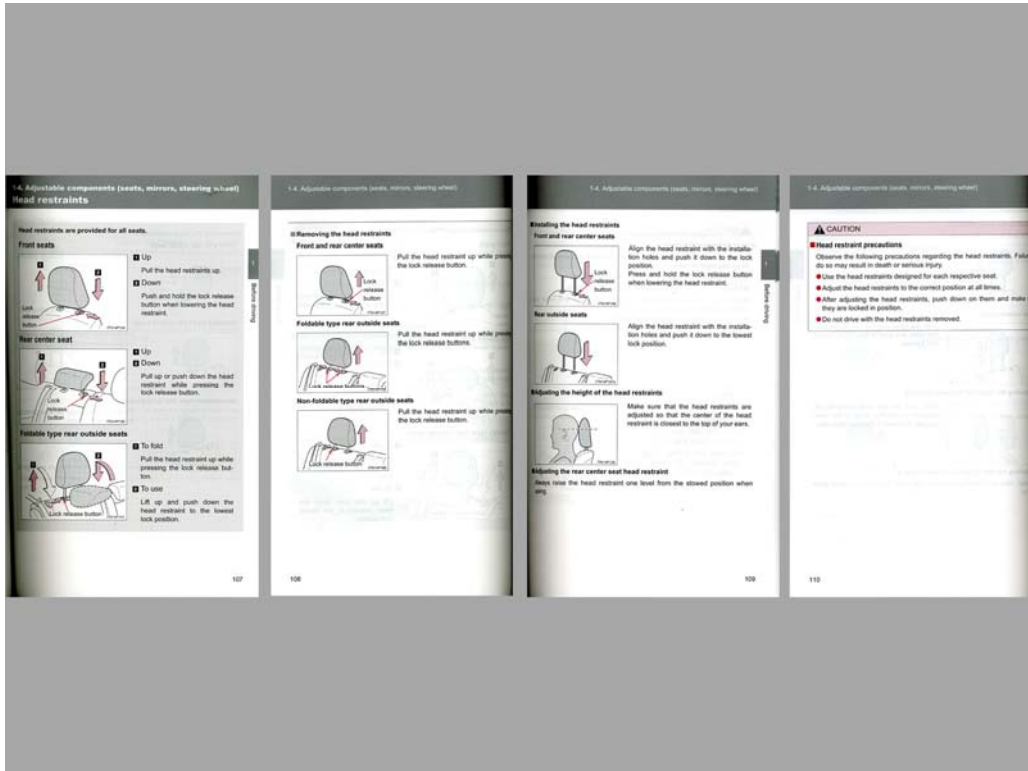 1-4. Adjustable components (seats, mirrors, steering wheel)
Head restraints
Head restraints are provided for all seats.
Front seats
1 Up
Pull the head restraints up.
2 Down
Push and hold the lock release
button when lowering the head
restraint.
1
2
Lock
release
button
Rear center seat
1 Up
2 Down
Pull up or push down the head
restraint while pressing the
lock release button.
1
2
Lock
release
button
Foldable type rear outside seats
1 To fold
Pull the head restraint up while
pressing the lock release but-
ton.
2 To use
Lift up and push down the
head restraint to the lowest
lock position.
1
2
Lock release button
1
Before driving
107
1-4. Adjustable components (seats, mirrors, steering wheel)
Removing the head restraints
Front and rear center seats
Pull the head restraint up while
the lock release button.
Lock
release
button
Foldable type rear outside seats
Pull the head restraint up while
the lock release buttons.
Lock release buttons
Non-foldable type rear outside seats
Pull the head restraint up while
the lock release button.
Lock release button
108
1-4. Adjustable components (seats, mirrors, steering wheel)
Installing the head restraints
Front and rear center seats
Align the head restraint with the installa-
tion holes and push it down to the lock
position.
Press and hold the lock release button
when lowering the head restraint.
Lock
release
button
Rear outside seats
Align the head restraint with the installa-
tion holes and push it down to the lowest
lock position.
Adjusting the height of the head restraints
Make sure that the head restraints are
adjusted so that the center of the head
restraint is closest to the top of your ears.
Adjusting the rear center seat head restraint
Always raise the head restraint one level from the stowed position when
1
Before driving
109
1-4. Adjustable components (seats, mirrors, steering wheel)
CAUTION
Head restraint precautions
Observe the following precautions regarding the head restraints.
do so may result in death or serious injury.
Use the head restraints designed for each respective seat.
Adjust the head restraints to the correct position at all times.
After adjusting the head restraints, push down on them and make
they are locked in position.
Do not drive with the head restraints removed.
110